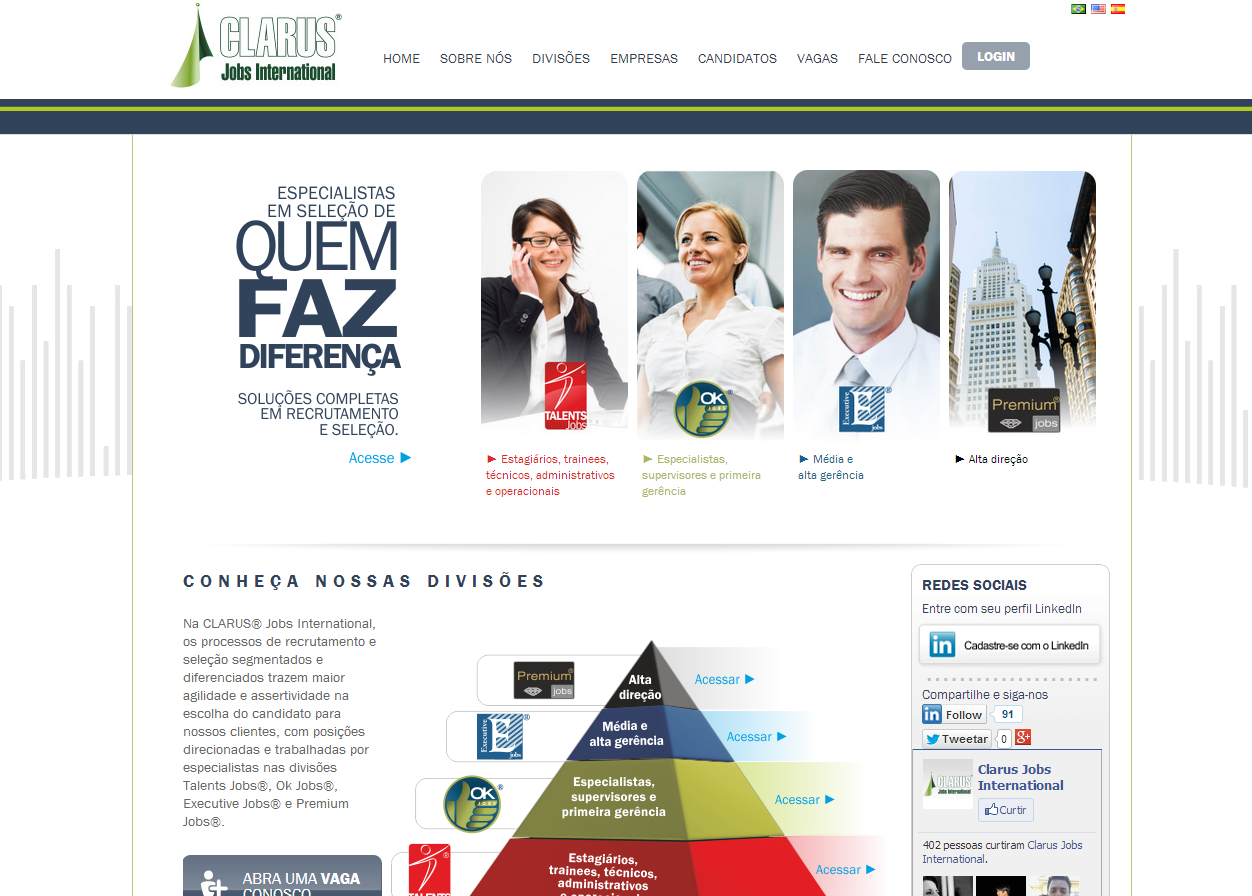 CLARUS®
Jobs International
HOME
SOBRE NÓS
DIVISÕES
EMPRESAS
CANDIDATOS
VAGAS
FALE CONOSCO
LOGIN
ESPECIALISTAS
EM SELEÇÃO DE
QUEM
FAZ
DIFERENÇA
SOLUÇÕES COMPLETAS
EM RECRUTAMENTO
E SELEÇÃO.
Acesse ►
TALENTS
Jobs
► Estagiários, trainees,
técnicos, administrativos
e operacionais
OK
JOBS
®
► Especialistas,
supervisores e primeira
gerência
Executive
E
jobs
®
► Média e
alta gerência
Premium®
jobs
► Alta direção
CONHEÇA NOSSAS DIVISÕES
Na CLARUS® Jobs International,
os processos de recrutamento e
seleção segmentados e
diferenciados trazem maior
agilidade e assertividade na
escolha do candidato para
nossos clientes, com posições
direcionadas e trabalhadas por
especialistas nas divisões
Talents Jobs®, Ok Jobs®,
Executive Jobs® e Premium
Jobs®.
ABRA UMA VAGA
CONOSCO
Premium®
jobs
Alta
direção
Acessar ►
Executive
E
jobs
®
Média e
alta gerência
Acessar ►
OK
JOBS
®
Especialistas,
supervisores e
primeira gerência
Acessar ►
TALENTS
Estagiários,
trainees, técnicos,
administrativos
e operacionais
Acessar ►
REDES SOCIAIS
Entre com seu perfil LinkedIn
in Cadastre-se com o LinkedIn
Compartilhe e siga-nos
in Follow 91
Tweetar 0 g+
CLARUS
Jobs International
Clarus Jobs
International
Curtir
402 pessoas curtiram Clarus Jobs
International.